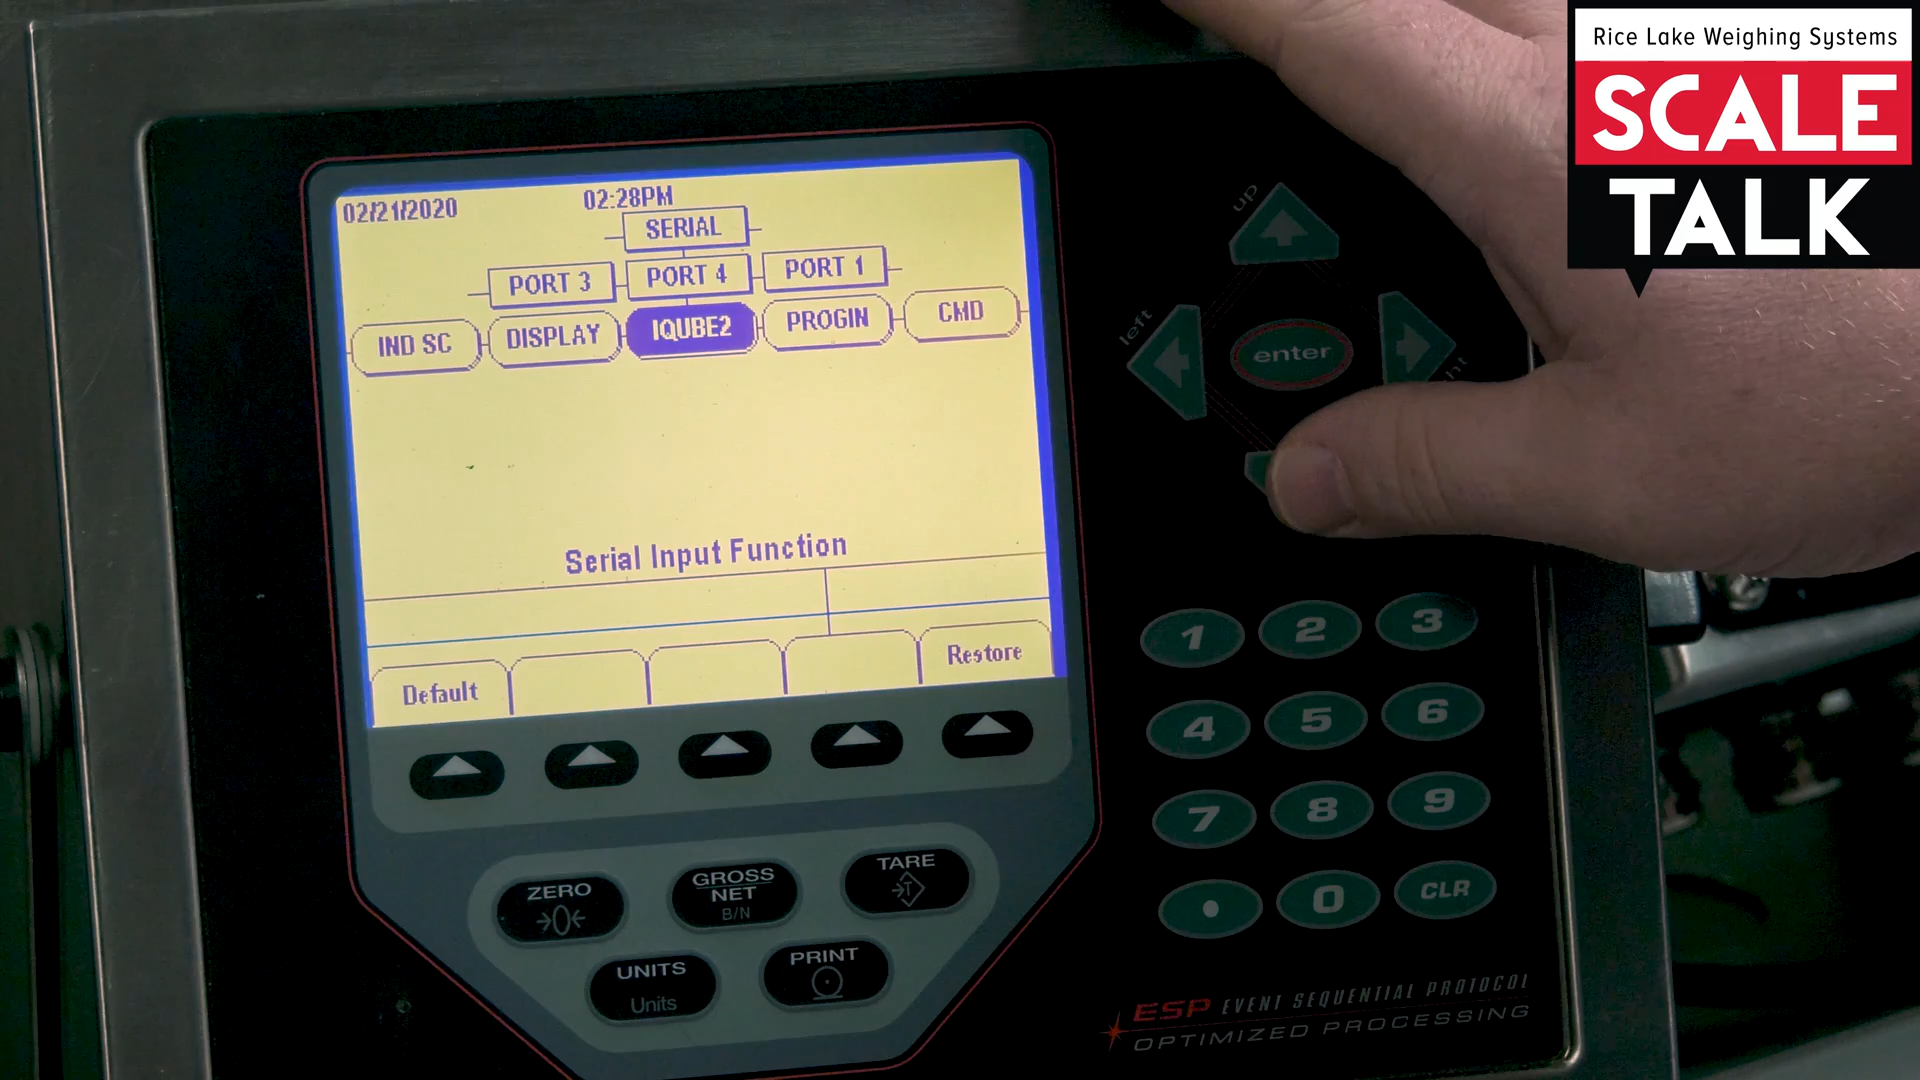 Rice Lake Weighing Systems
SCALE
TALK
02/21/2020
02:28PM
SERIAL
PORT 3
PORT 4
PORT 1
IND SC
DISPLAY
IQUBE2
PROGIN
CMD
Serial Input Function
Default
Restore
up
left
enter
ht
1
2
3
4
5
6
7
8
9
.
0
CLR
ZERO
→0←
GROSS
NET
B/N
TARE
→T←
UNITS
Units
PRINT
ESP EVENT SEQUENTIAL PROTOCOL
OPTIMIZED PROCESSING